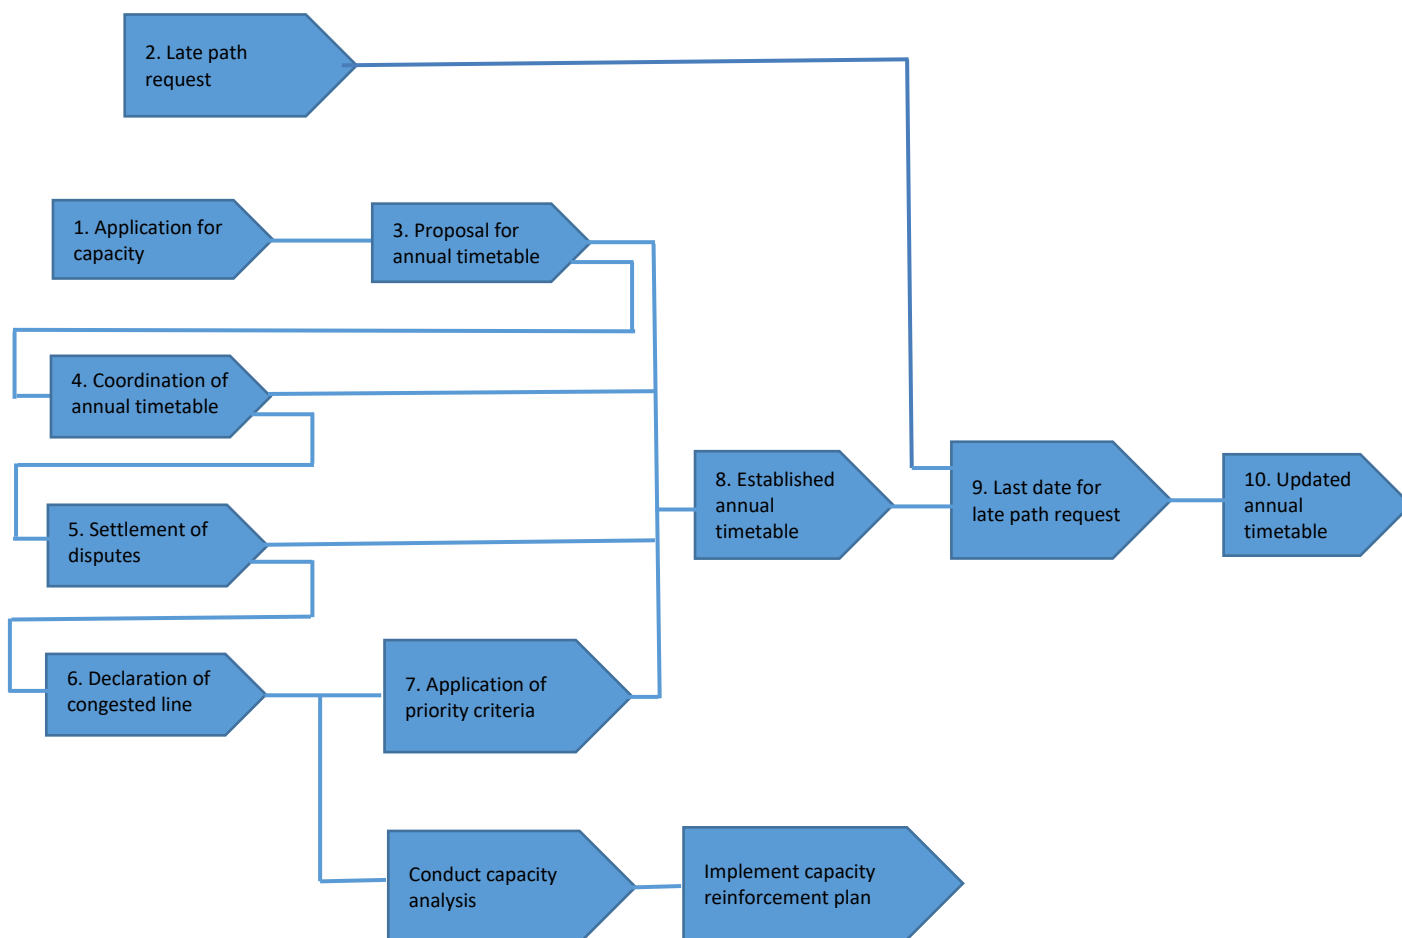 2. Late path
request
1. Application for
capacity
3. Proposal for
annual timetable
4. Coordination of
annual timetable
5. Settlement of
disputes
6. Declaration of
congested line
7. Application of
priority criteria
8. Established
annual
timetable
9. Last date for
late path request
10. Updated
annual
timetable
Conduct capacity
analysis
Implement capacity
reinforcement plan